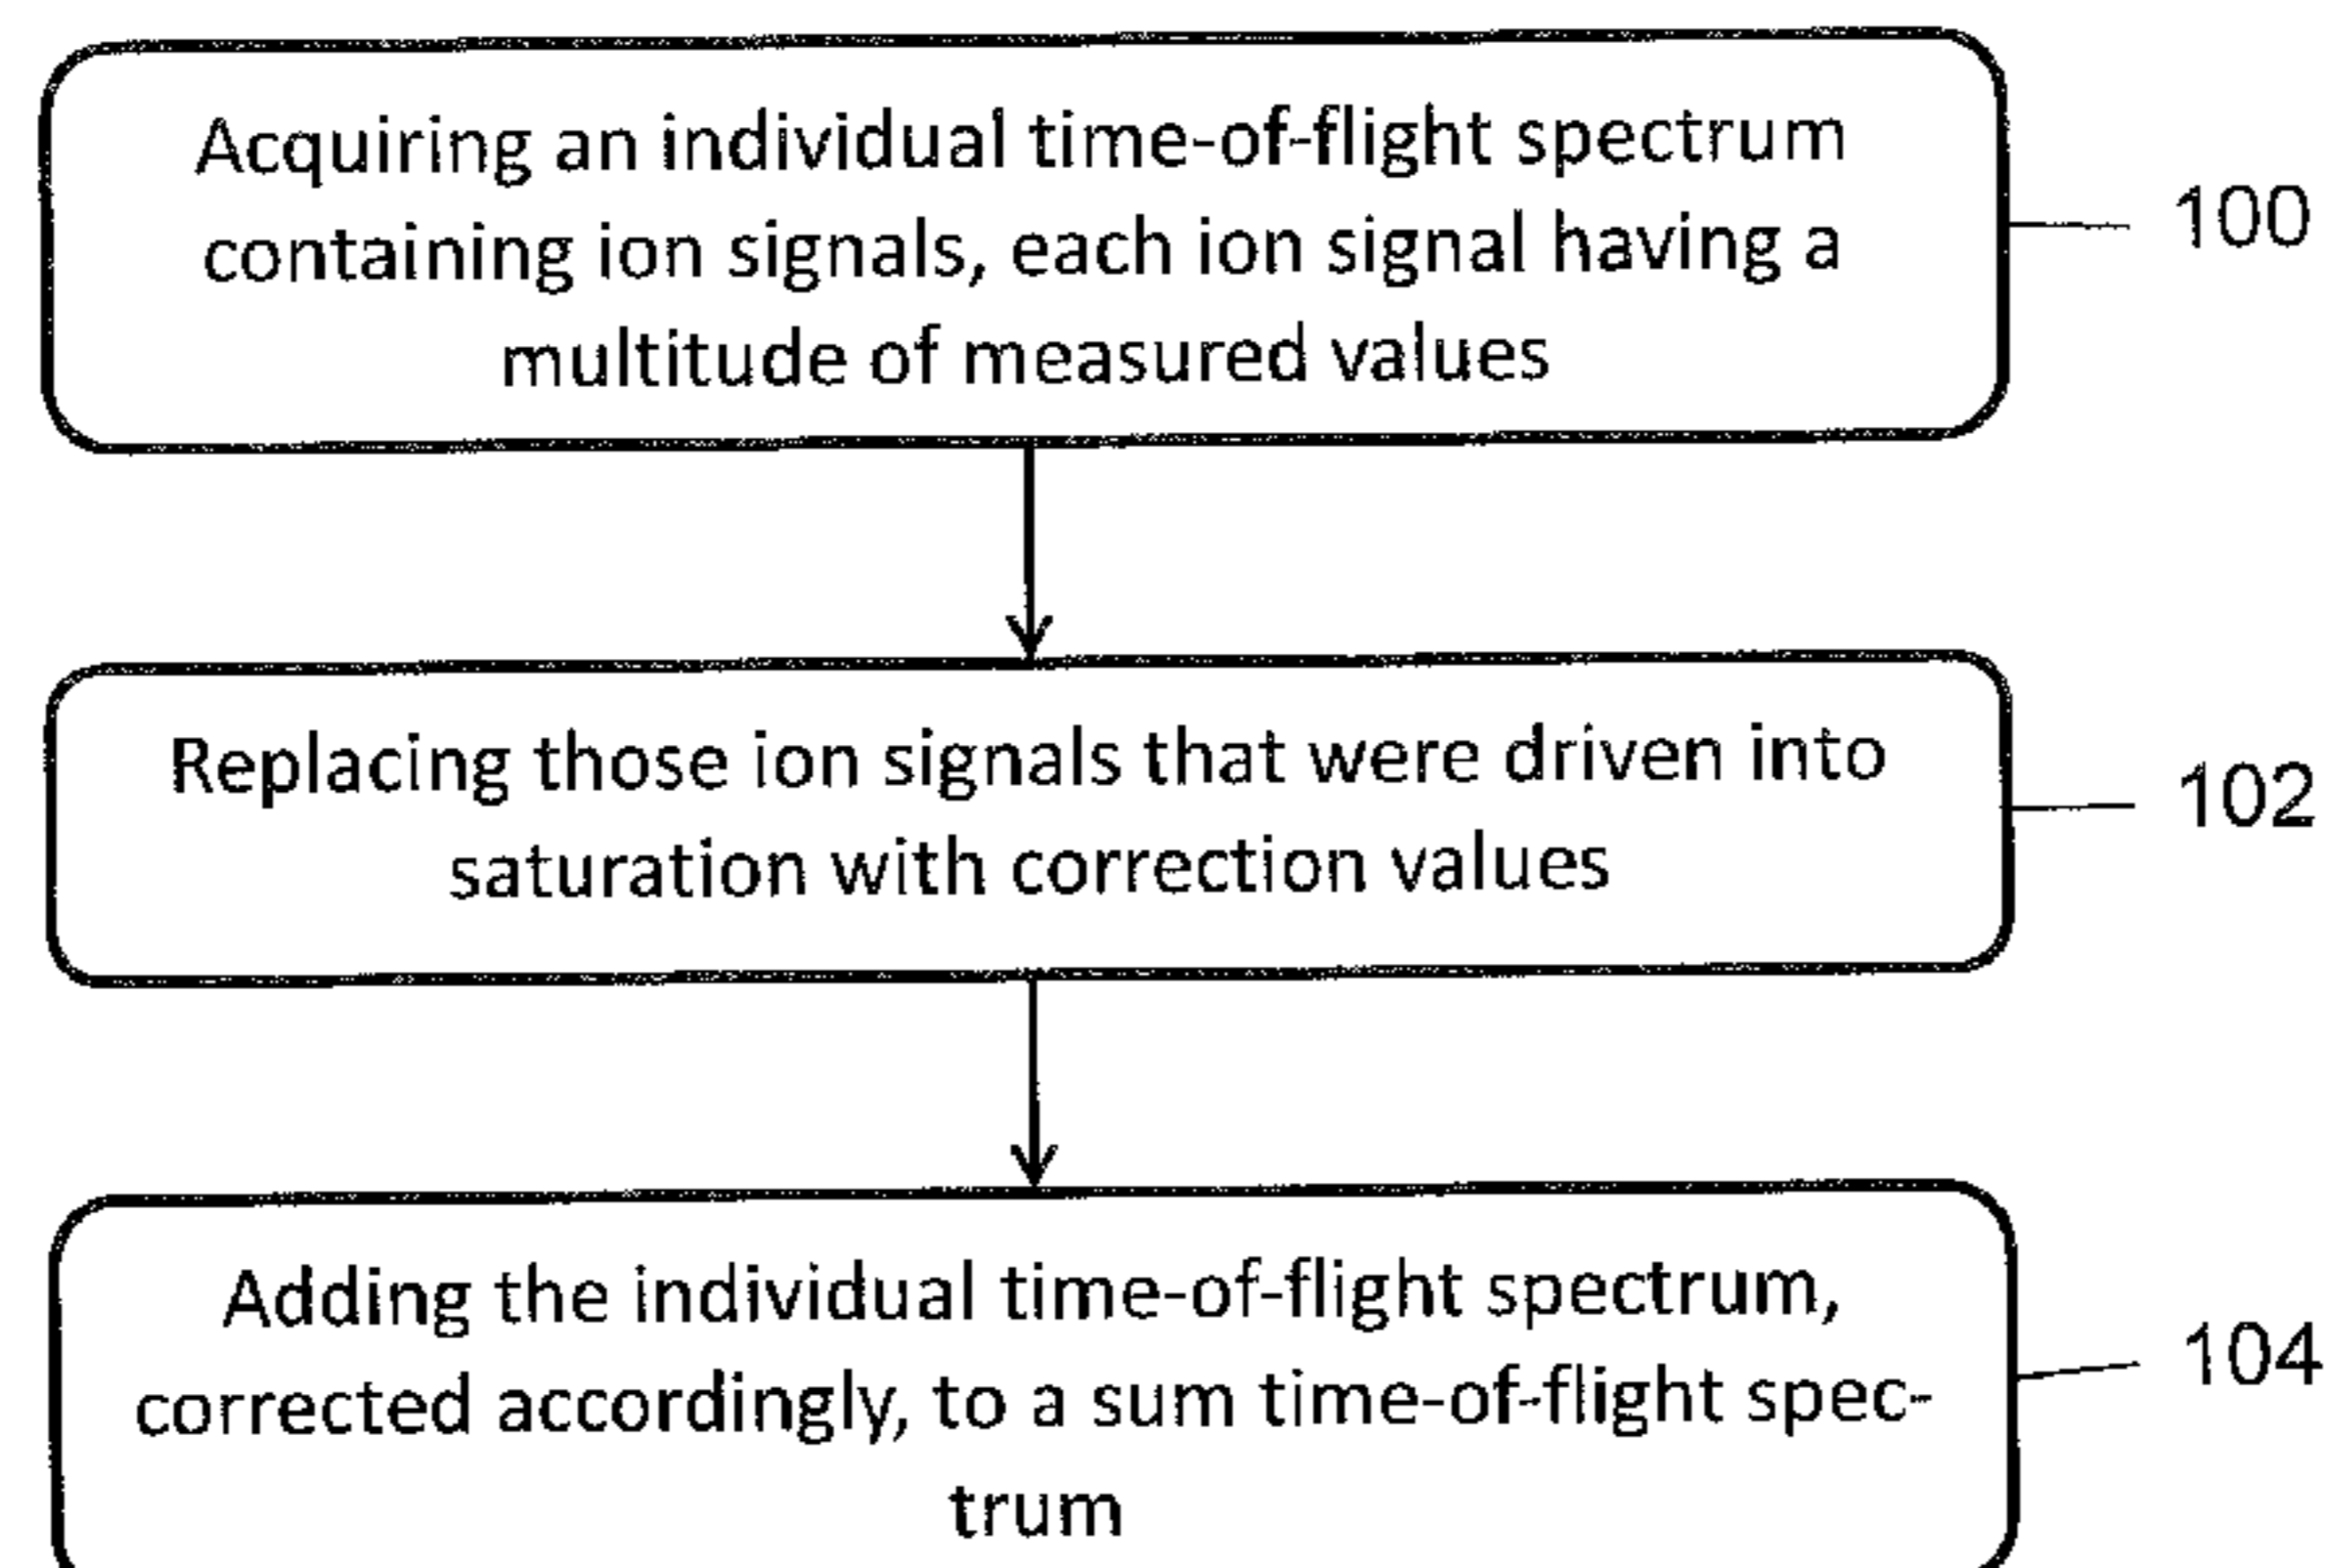 Acquiring an individual time-of-flight spectrum
containing ion signals, each ion signal having a
multitude of measured values
100
Replacing those ion signals that were driven into
saturation with correction values
102
Adding the individual time-of-flight spectrum,
corrected accordingly, to a sum time-of-flight spec-
trum
104